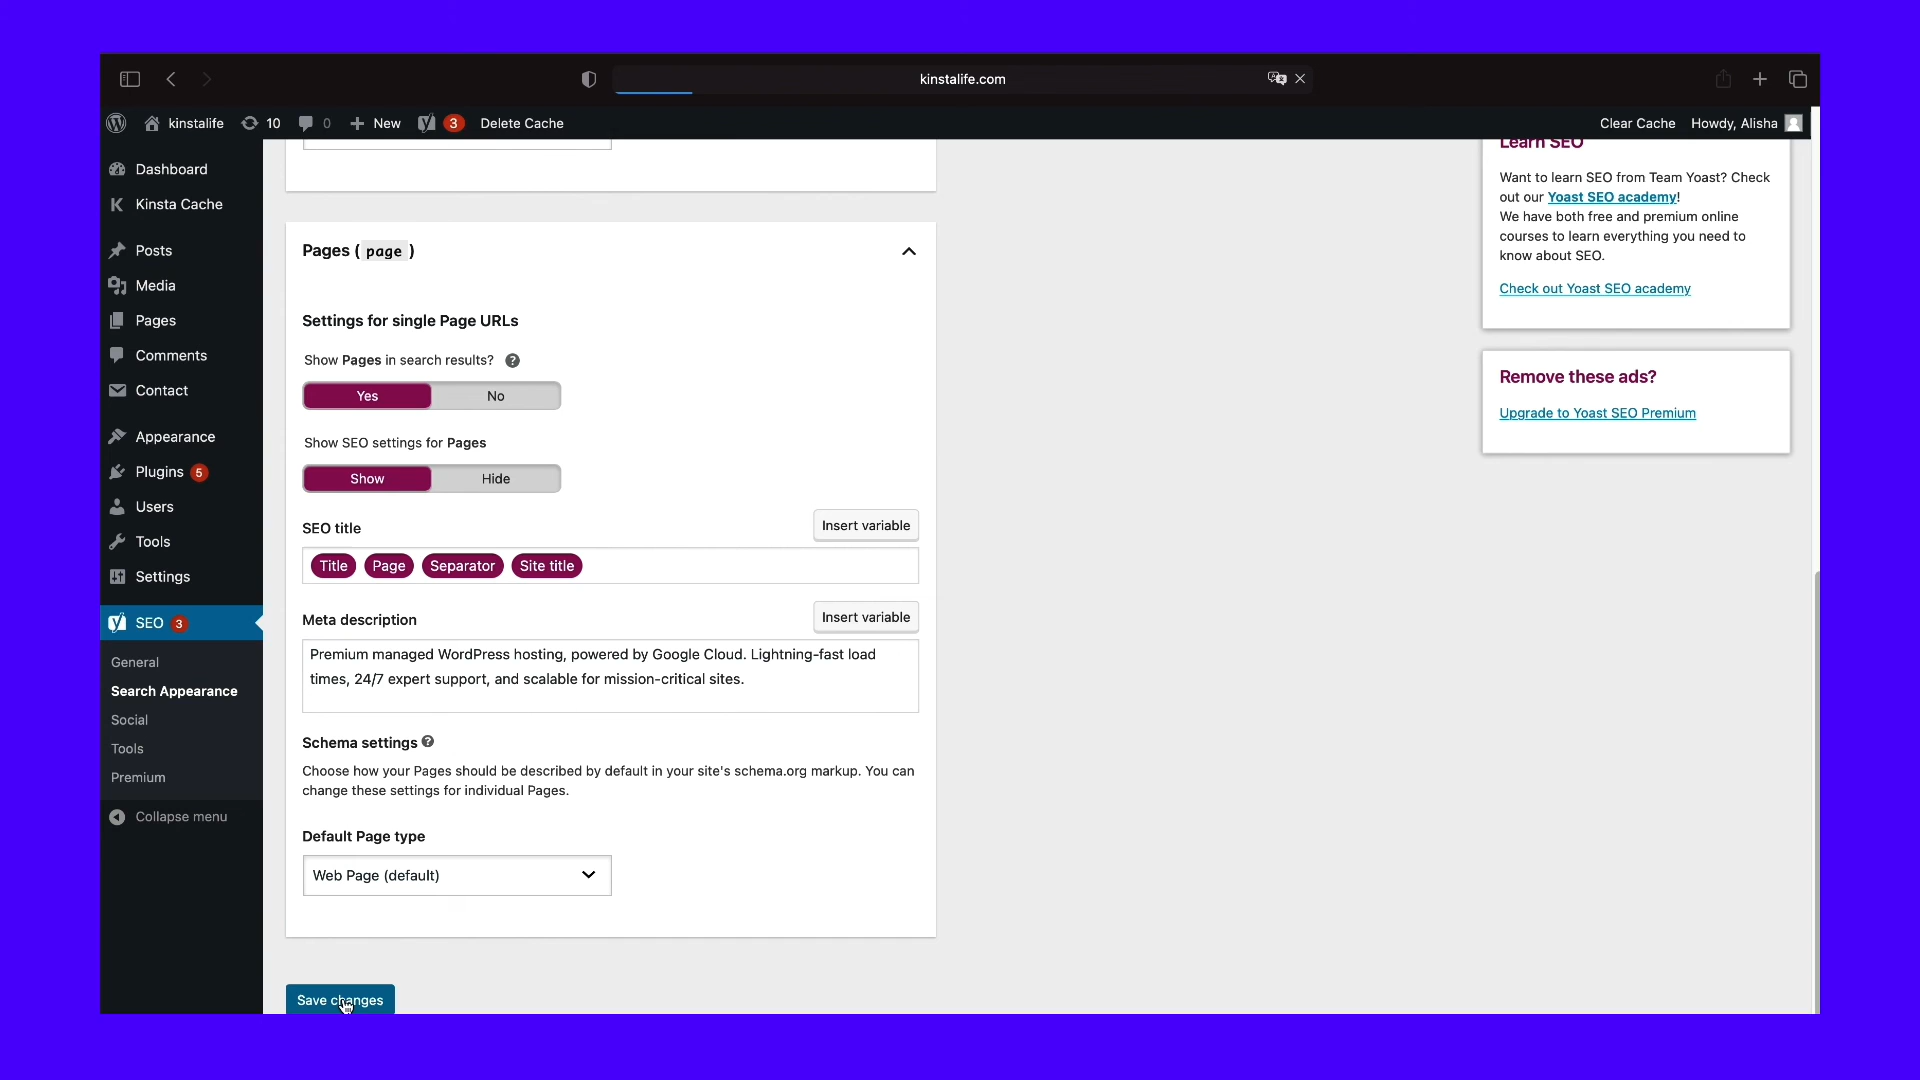 kinstalife.com
kinstalife 10 0 New 3 Delete Cache
Clear Cache Howdy, Alisha
Dashboard
Kinsta Cache
Posts
Media
Pages
Comments
Contact
Appearance
Plugins 5
Users
Tools
Settings
SEO 3
General
Search Appearance
Social
Tools
Premium
Collapse menu
Pages ( page )
Settings for single Page URLs
Show Pages in search results? ?
Yes No
Show SEO settings for Pages
Show Hide
SEO title
Insert variable
Title Page Separator Site title
Meta description
Insert variable
Premium managed WordPress hosting, powered by Google Cloud. Lightning-fast load
times, 24/7 expert support, and scalable for mission-critical sites.
Schema settings ?
Choose how your Pages should be described by default in your site's schema.org markup. You can
change these settings for individual Pages.
Default Page type
Web Page (default)
Save changes
Learn SEO
Want to learn SEO from Team Yoast? Check
out our Yoast SEO academy!
We have both free and premium online
courses to learn everything you need to
know about SEO.
Check out Yoast SEO academy
Remove these ads?
Upgrade to Yoast SEO Premium